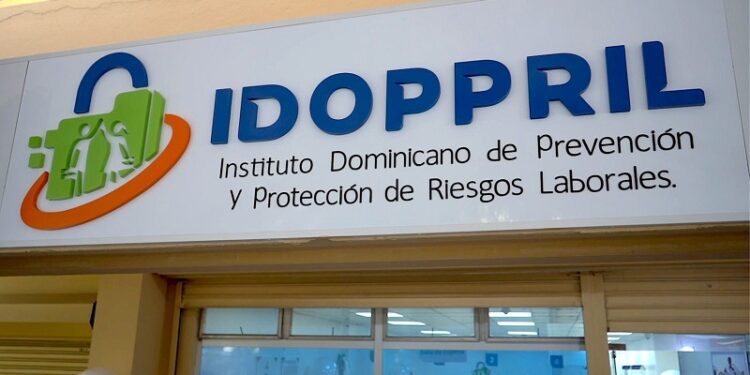 IDOPPRIL
Instituto Dominicano de Prevención
y Protección de Riesgos Laborales.